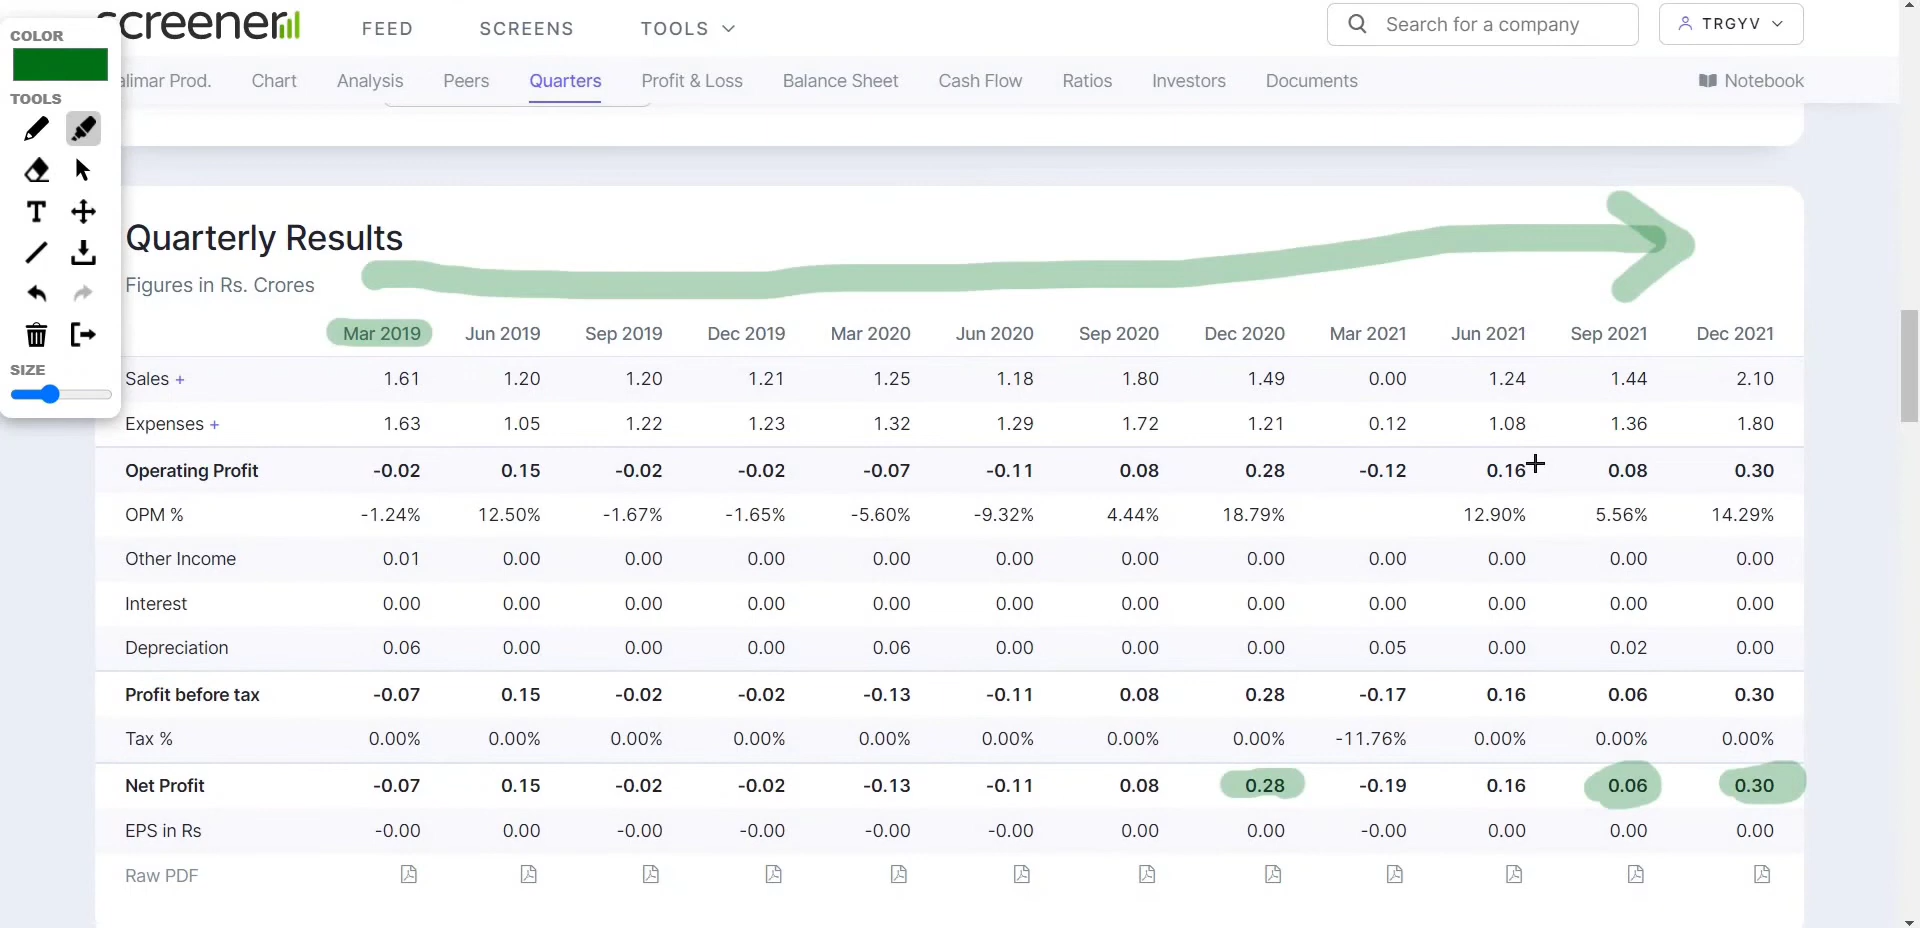 COLOR
TOOLS
SIZE
screener
FEED SCREENS TOOLS Search for a company TRGYV
alimar Prod. Chart Analysis Peers Quarters Profit & Loss Balance Sheet Cash Flow Ratios Investors Documents Notebook
Quarterly Results
Figures in Rs. Crores
Mar 2019 Jun 2019 Sep 2019 Dec 2019 Mar 2020 Jun 2020 Sep 2020 Dec 2020 Mar 2021 Jun 2021 Sep 2021 Dec 2021
Sales + 1.61 1.20 1.20 1.21 1.25 1.18 1.80 1.49 0.00 1.24 1.44 2.10
Expenses + 1.63 1.05 1.22 1.23 1.32 1.29 1.72 1.21 0.12 1.08 1.36 1.80
Operating Profit -0.02 0.15 -0.02 -0.02 -0.07 -0.11 0.08 0.28 -0.12 0.16 0.08 0.30
OPM % -1.24% 12.50% -1.67% -1.65% -5.60% -9.32% 4.44% 18.79% 12.90% 5.56% 14.29%
Other Income 0.01 0.00 0.00 0.00 0.00 0.00 0.00 0.00 0.00 0.00 0.00 0.00
Interest 0.00 0.00 0.00 0.00 0.00 0.00 0.00 0.00 0.00 0.00 0.00 0.00
Depreciation 0.06 0.00 0.00 0.00 0.06 0.00 0.00 0.00 0.05 0.00 0.02 0.00
Profit before tax -0.07 0.15 -0.02 -0.02 -0.13 -0.11 0.08 0.28 -0.17 0.16 0.06 0.30
Tax % 0.00% 0.00% 0.00% 0.00% 0.00% 0.00% 0.00% 0.00% -11.76% 0.00% 0.00% 0.00%
Net Profit -0.07 0.15 -0.02 -0.02 -0.13 -0.11 0.08 0.28 -0.19 0.16 0.06 0.30
EPS in Rs -0.00 0.00 -0.00 -0.00 -0.00 -0.00 0.00 0.00 -0.00 0.00 0.00 0.00
Raw PDF